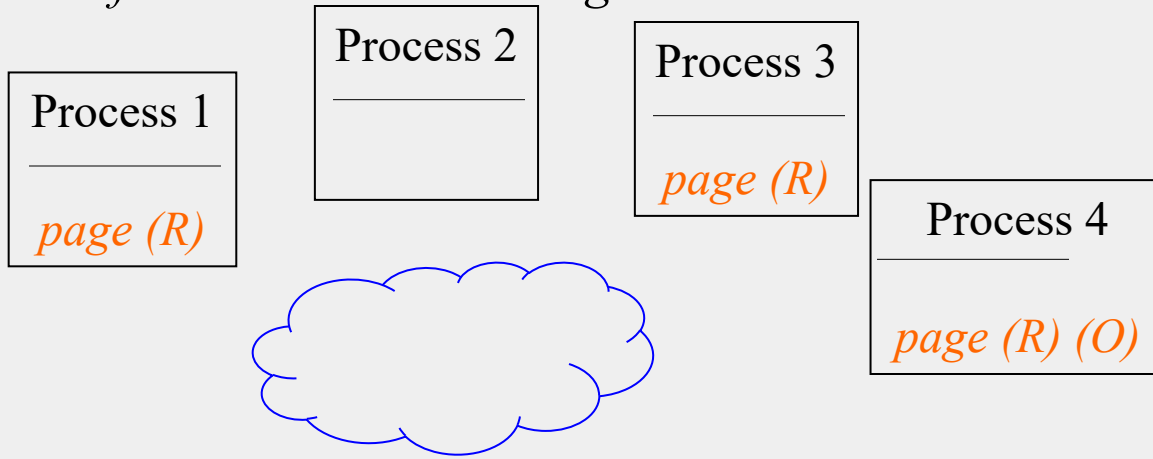 Process 1
page (R)
Process 2
Process 3
page (R)
Process 4
page (R) (O)